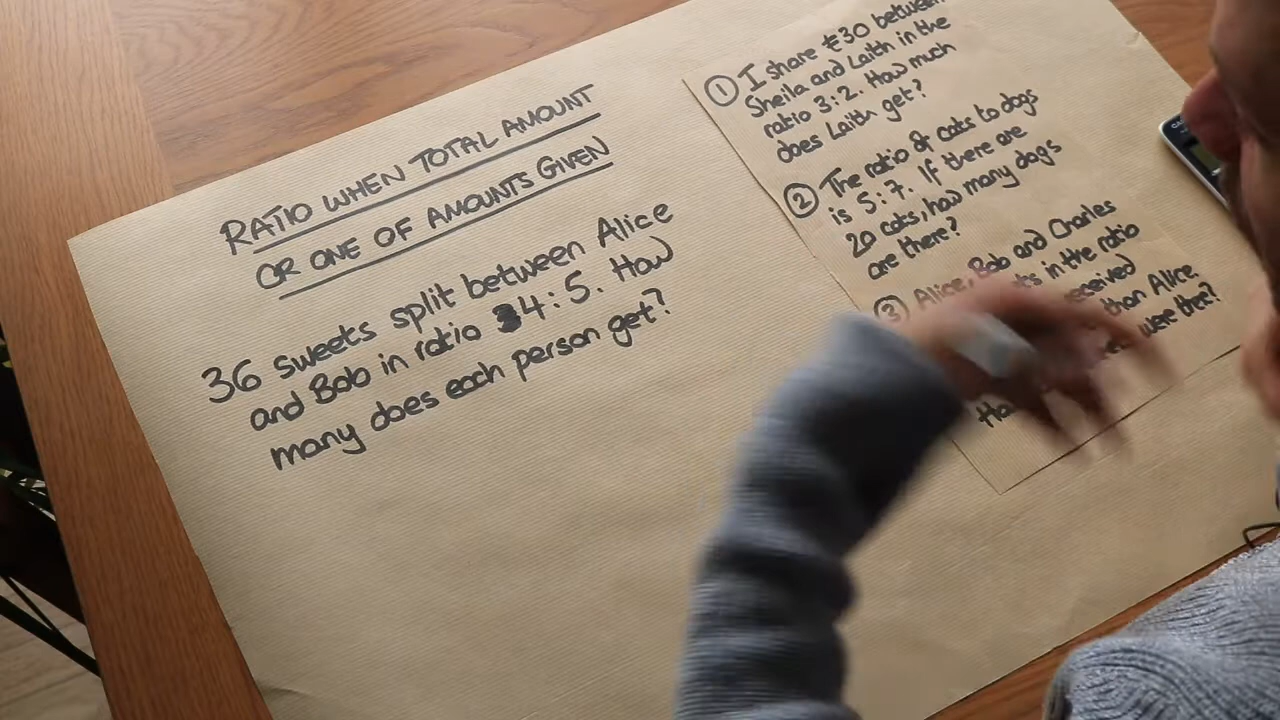 RATIO WHEN TOTAL AMOUNT
OR ONE OF AMOUNTS GIVEN
36 sweets split between Alice
and Bob in ratio 4:5. How
many does each person get?
① I share £30 between
Sheila and Laith in the
ratio 3:2. How much
does Laith get?
② The ratio of cats to dogs
is 5:7. If there are
20 cats, how many dogs
are there?
③ Alice, Bob and Charles
in the ratio
received
than Alice.
were there?